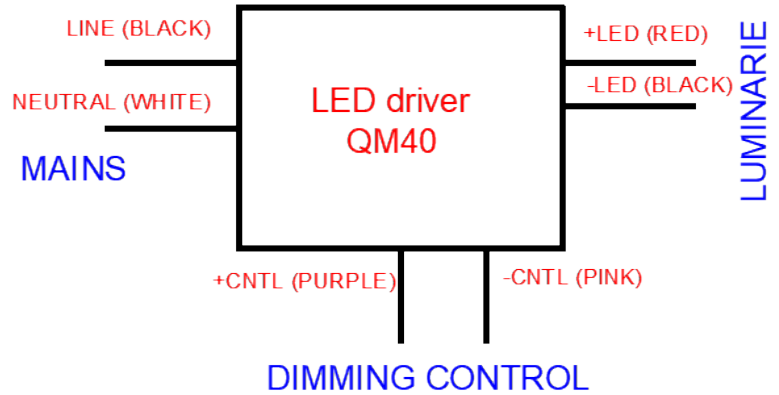 LINE (BLACK)
NEUTRAL (WHITE)
MAINS
LED driver
QM40
+LED (RED)
-LED (BLACK)
LUMINARIE
+CNTL (PURPLE)
-CNTL (PINK)
DIMMING CONTROL